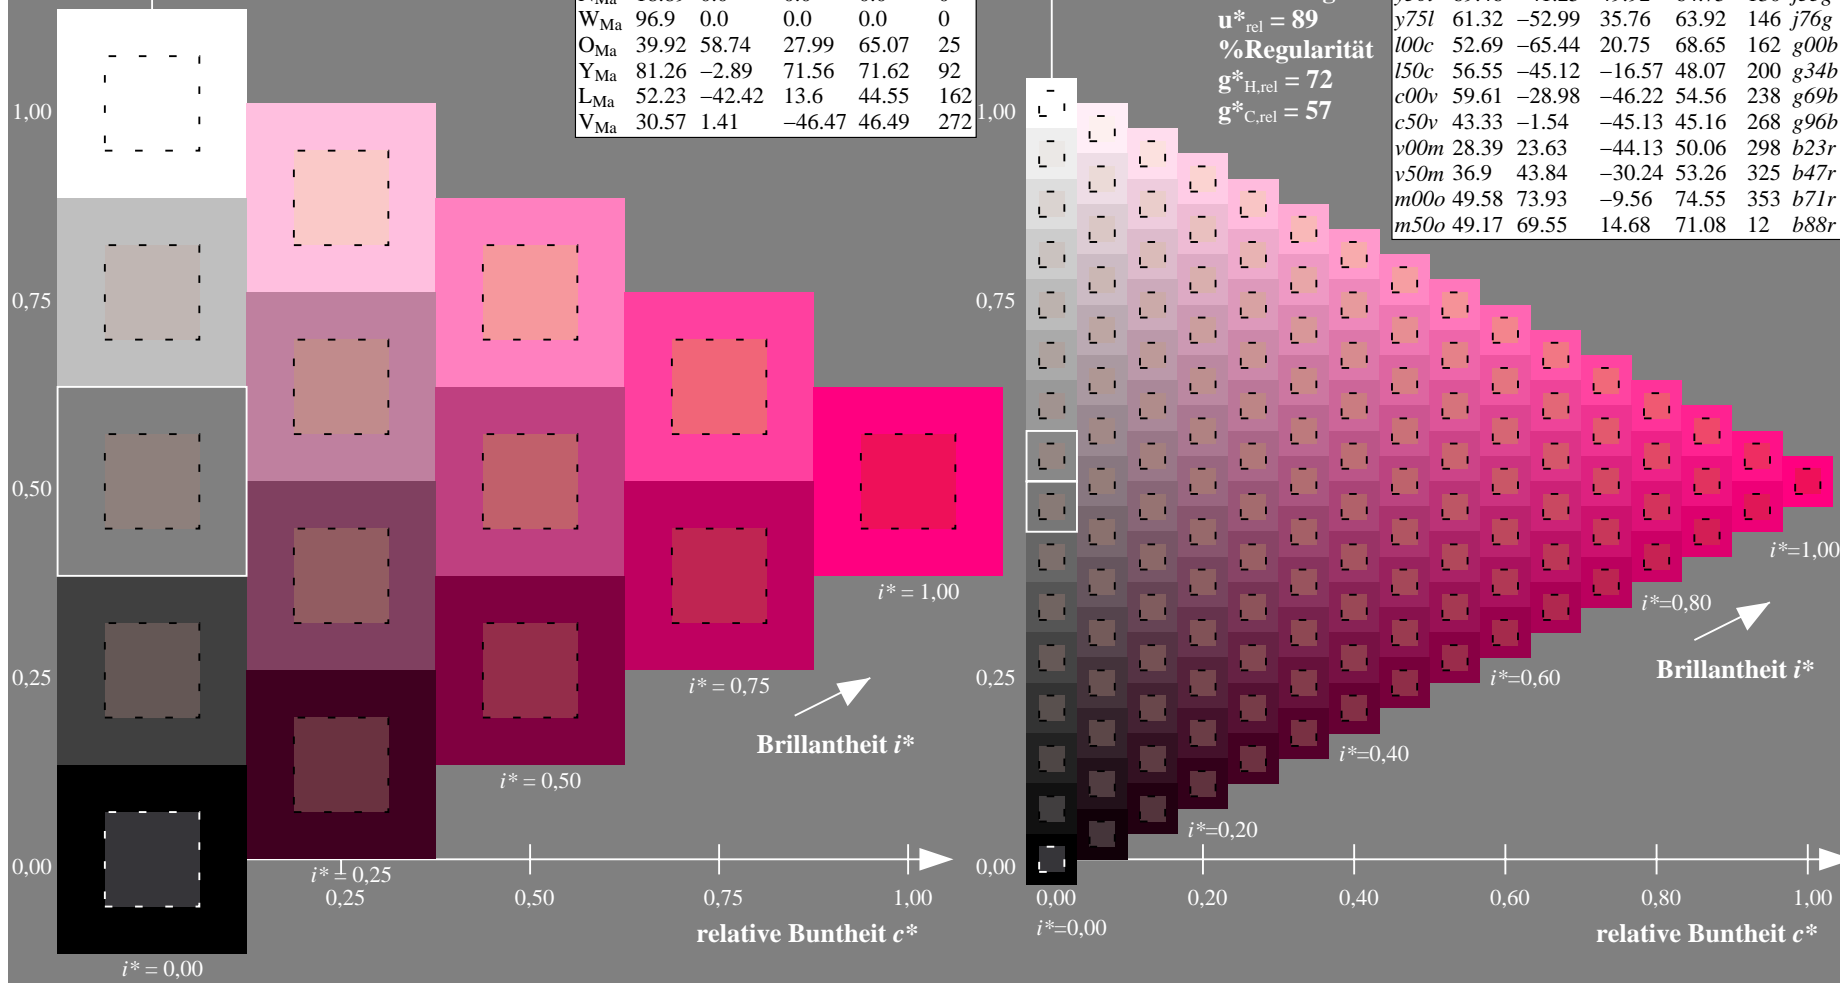 W_Ma 96.9 0.0 0.0 0.0 0
O_Ma 39.92 58.74 27.99 65.07 25
Y_Ma 81.26 −2.89 71.56 71.62 92
L_Ma 52.23 −42.42 13.6 44.55 162
V_Ma 30.57 1.41 −46.47 46.49 272
1,00
0,75
0,50
0,25
0,00
i* = 1,00
i* = 0,75
Brillantheit i*
i* = 0,50
i* = 0,25
0,25 0,50 0,75 1,00
relative Buntheit c*
i* = 0,00
u*rel = 89
%Regularität
g*H,rel = 72
g*C,rel = 57
y75l 61.32 −52.99 35.76 63.92 146 j76g
l00c 52.69 −65.44 20.75 68.65 162 g00b
l50c 56.55 −45.12 −16.57 48.07 200 g34b
c00v 59.61 −28.98 −46.22 54.56 238 g69b
c50v 43.33 −1.54 −45.13 45.16 268 g96b
v00m 28.39 23.63 −44.13 50.06 298 b23r
v50m 36.9 43.84 −30.24 53.26 325 b47r
m00o 49.58 73.93 −9.56 74.55 353 b71r
m50o 49.17 69.55 14.68 71.08 12 b88r
1,00
0,75
0,50
0,25
0,00
i*=1,00
i*=0,80
Brillantheit i*
i*=0,60
i*=0,40
i*=0,20
0,00 0,20 0,40 0,60 0,80 1,00
i*=0,00
relative Buntheit c*